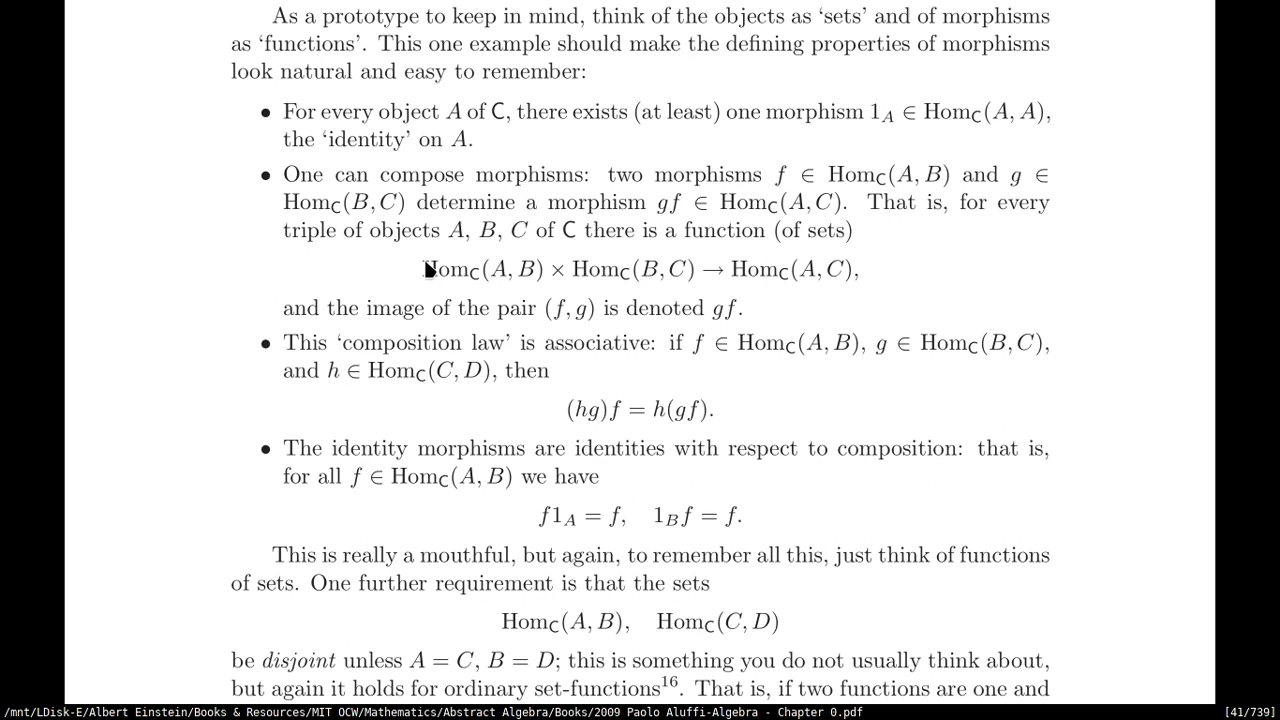 As a prototype to keep in mind, think of the objects as ‘sets’ and of morphisms
as ‘functions’. This one example should make the defining properties of morphisms
look natural and easy to remember:
• For every object A of C, there exists (at least) one morphism 1_A ∈ Hom_C(A, A),
the ‘identity’ on A.
• One can compose morphisms: two morphisms f ∈ Hom_C(A, B) and g ∈
Hom_C(B, C) determine a morphism gf ∈ Hom_C(A, C). That is, for every
triple of objects A, B, C of C there is a function (of sets)
Hom_C(A, B) × Hom_C(B, C) → Hom_C(A, C),
and the image of the pair (f, g) is denoted gf.
• This ‘composition law’ is associative: if f ∈ Hom_C(A, B), g ∈ Hom_C(B, C),
and h ∈ Hom_C(C, D), then
(hg)f = h(gf).
• The identity morphisms are identities with respect to composition: that is,
for all f ∈ Hom_C(A, B) we have
f1_A = f, 1_Bf = f.
This is really a mouthful, but again, to remember all this, just think of functions
of sets. One further requirement is that the sets
Hom_C(A, B), Hom_C(C, D)
be disjoint unless A = C, B = D; this is something you do not usually think about,
but again it holds for ordinary set-functions¹⁶. That is, if two functions are one and
/mnt/LDisk-E/Albert Einstein/Books & Resources/MIT OCW/Mathematics/Abstract Algebra/Books/2009 Paolo Aluffi-Algebra - Chapter 0.pdf [41/739]